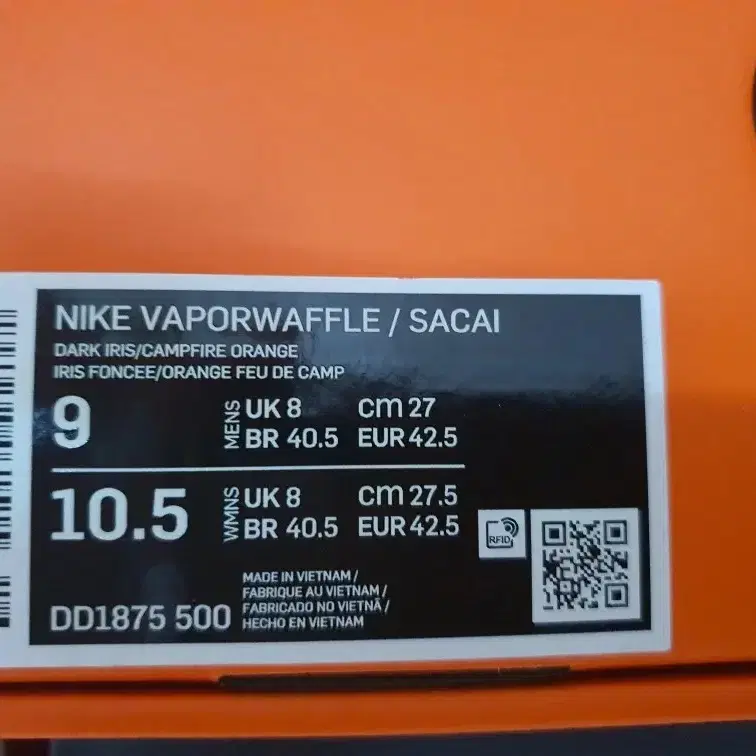 NIKE VAPORWAFFLE / SACAI
DARK IRIS/CAMPFIRE ORANGE
IRIS FONCEE/ORANGE FEU DE CAMP
9 MENS UK 8 cm 27
BR 40.5 EUR 42.5
10.5 WMNS UK 8 cm 27.5
BR 40.5 EUR 42.5
RFID
MADE IN VIETNAM /
FABRIQUE AU VIETNAM /
FABRICADO NO VIETNÃ /
HECHO EN VIETNAM
DD1875 500